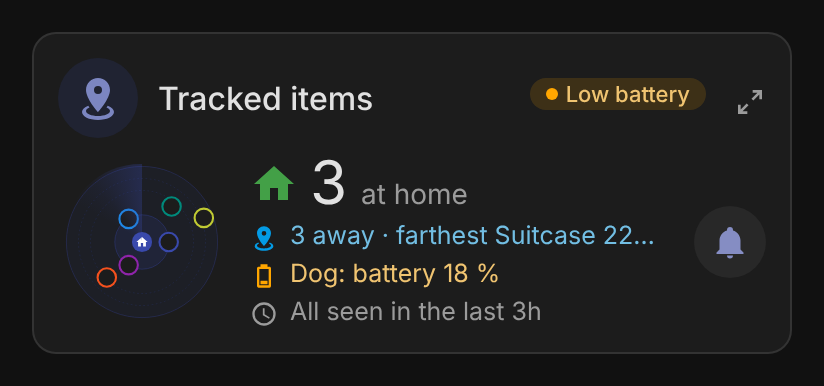 Tracked items
Low battery
3 at home
3 away · farthest Suitcase 22...
Dog: battery 18 %
All seen in the last 3h